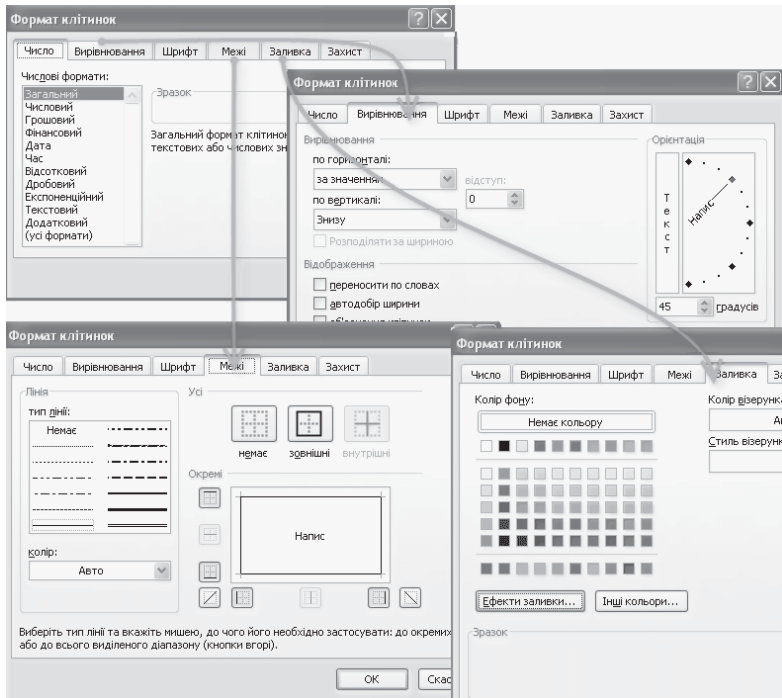 Формат клітинок
Число Вирівнювання Шрифт Межі Заливка Захист
Числові формати:
Загальний
Числовий
Грошовий
Фінансовий
Дата
Час
Відсотковий
Дробовий
Експоненційний
Текстовий
Додатковий
(усі формати)
Зразок
Загальний формат клітинок
текстових або числових
Формат клітинок
Число Вирівнювання Шрифт Межі Заливка Захист
Вирівнювання
по горизонталі:
за значенням
відступ:
0
по вертикалі:
Знизу
Розподіляти за шириною
Відображення
переносити по словах
автодобір ширини
Орієнтація
Текст
Напис
45 градусів
Формат клітинок
Число Вирівнювання Шрифт Межі Заливка Захист
Лінія
тип лінії:
Немає
колір:
Авто
Усі
немає зовнішні внутрішні
Окремі
Напис
Виберіть тип лінії та вкажіть мишею, до чого його необхідно застосувати: до окремих
або до всього виділеного діапазону (кнопки вгорі).
OK
Формат клітинок
Число Вирівнювання Шрифт Межі Заливка
Колір фону:
Немає кольору
Ефекти заливки... Інші кольори...
Зразок
Колір
Стиль